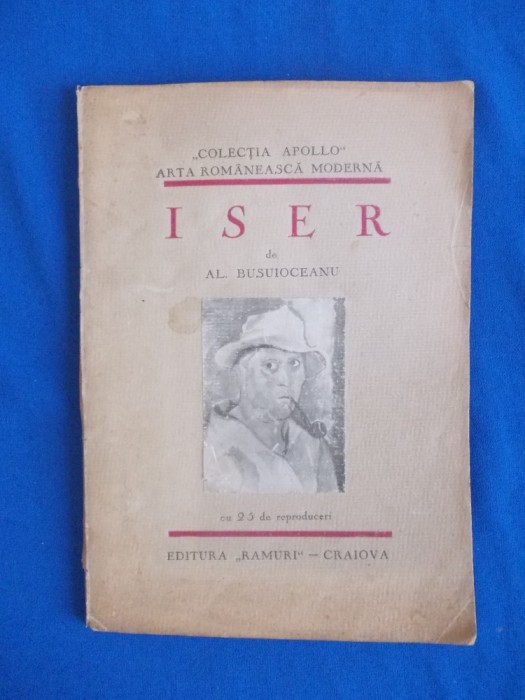 „COLECȚIA APOLLO“
ARTA ROMÂNEASCĂ MODERNĂ
ISER
de
AL. BUSUIOCEANU
cu 25 de reproduceri
EDITURA „RAMURI“ — CRAIOVA